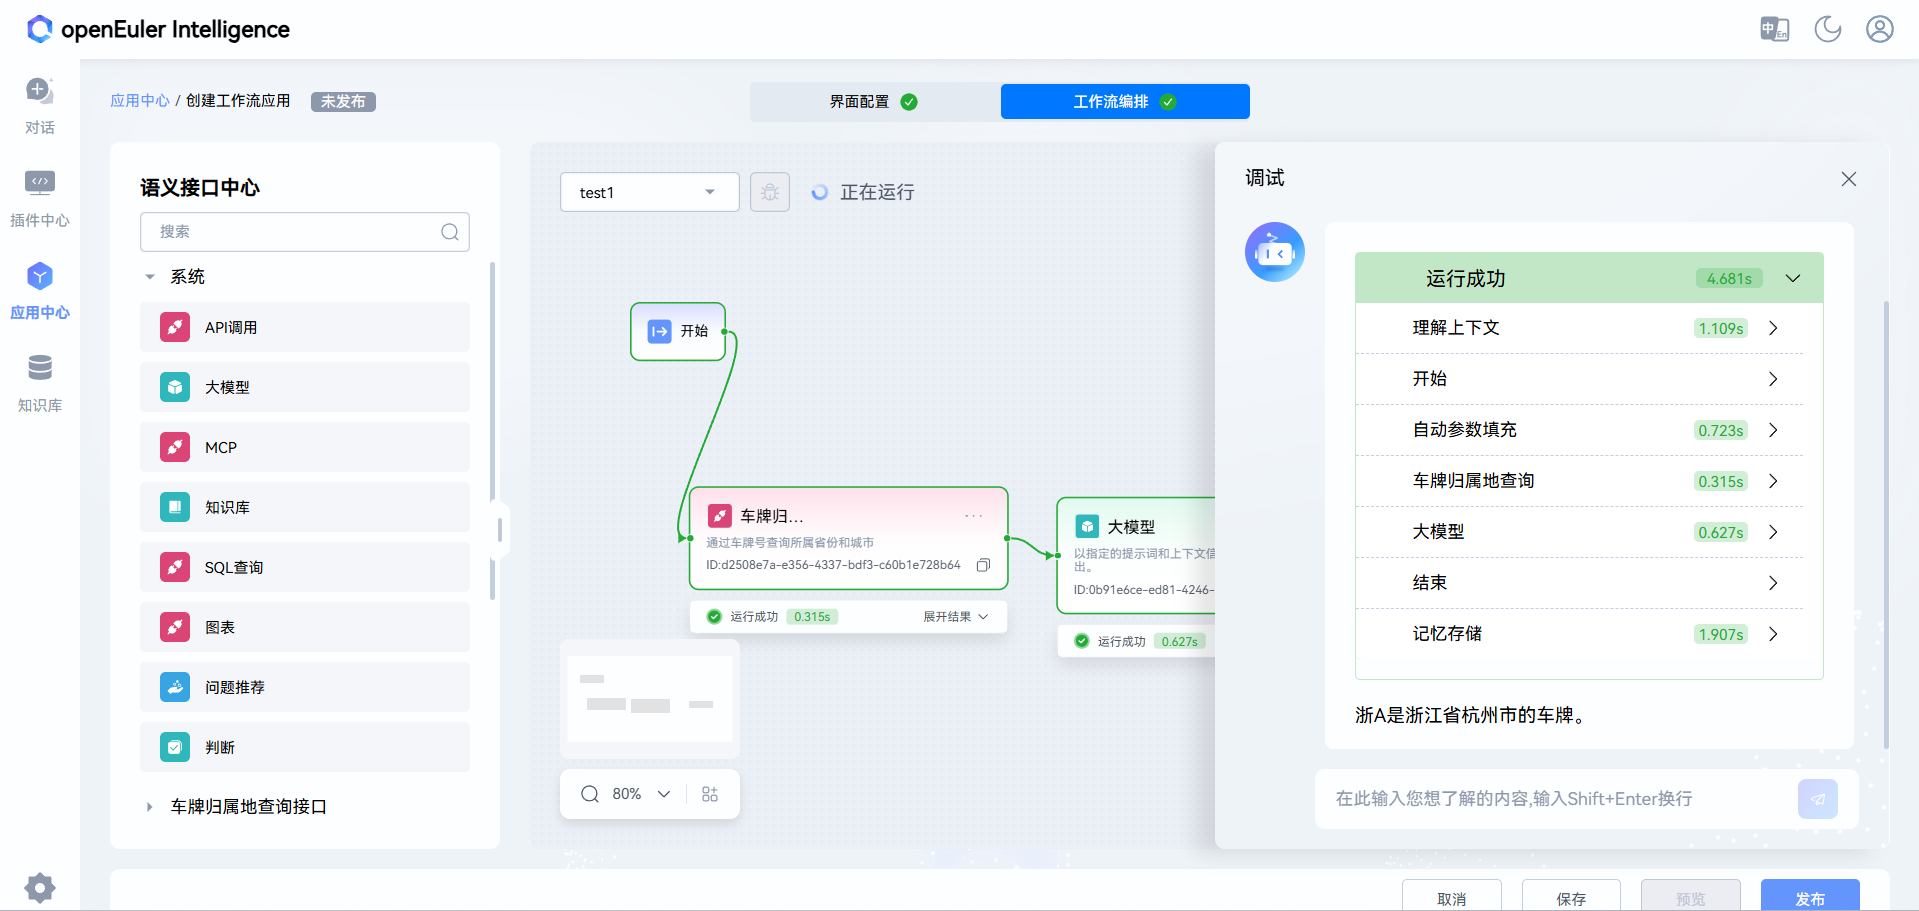 openEuler Intelligence
中 En
对话
插件中心
应用中心
知识库
应用中心 / 创建工作流应用 未发布
界面配置
工作流编排
语义接口中心
搜索
系统
API调用
大模型
MCP
知识库
SQL查询
图表
问题推荐
判断
车牌归属地查询接口
test1
正在运行
开始
车牌归...
通过车牌号查询所属省份和城市
ID:d2508e7a-e356-4337-bdf3-c60b1e728b64
运行成功 0.315s 展开结果
大模型
以指定的提示词和上下文信
出。
ID:0b91e6ce-ed81-4246-
运行成功 0.627s
80%
调试
运行成功 4.681s
理解上下文 1.109s
开始
自动参数填充 0.723s
车牌归属地查询 0.315s
大模型 0.627s
结束
记忆存储 1.907s
浙A是浙江省杭州市的车牌。
在此输入您想了解的内容,输入Shift+Enter换行
取消
保存
预览
发布